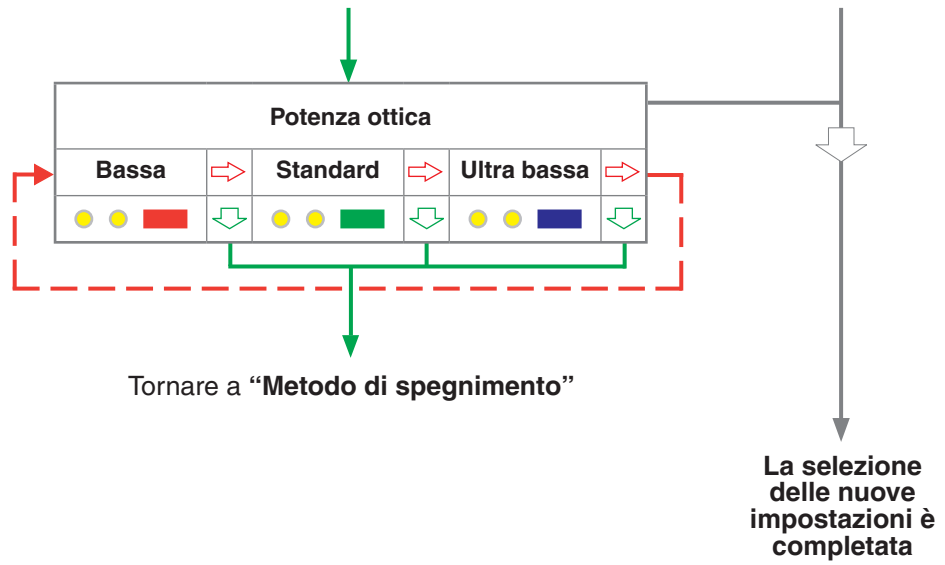 Potenza ottica
Bassa Standard Ultra bassa
Tornare a “Metodo di spegnimento”
La selezione
delle nuove
impostazioni è
completata